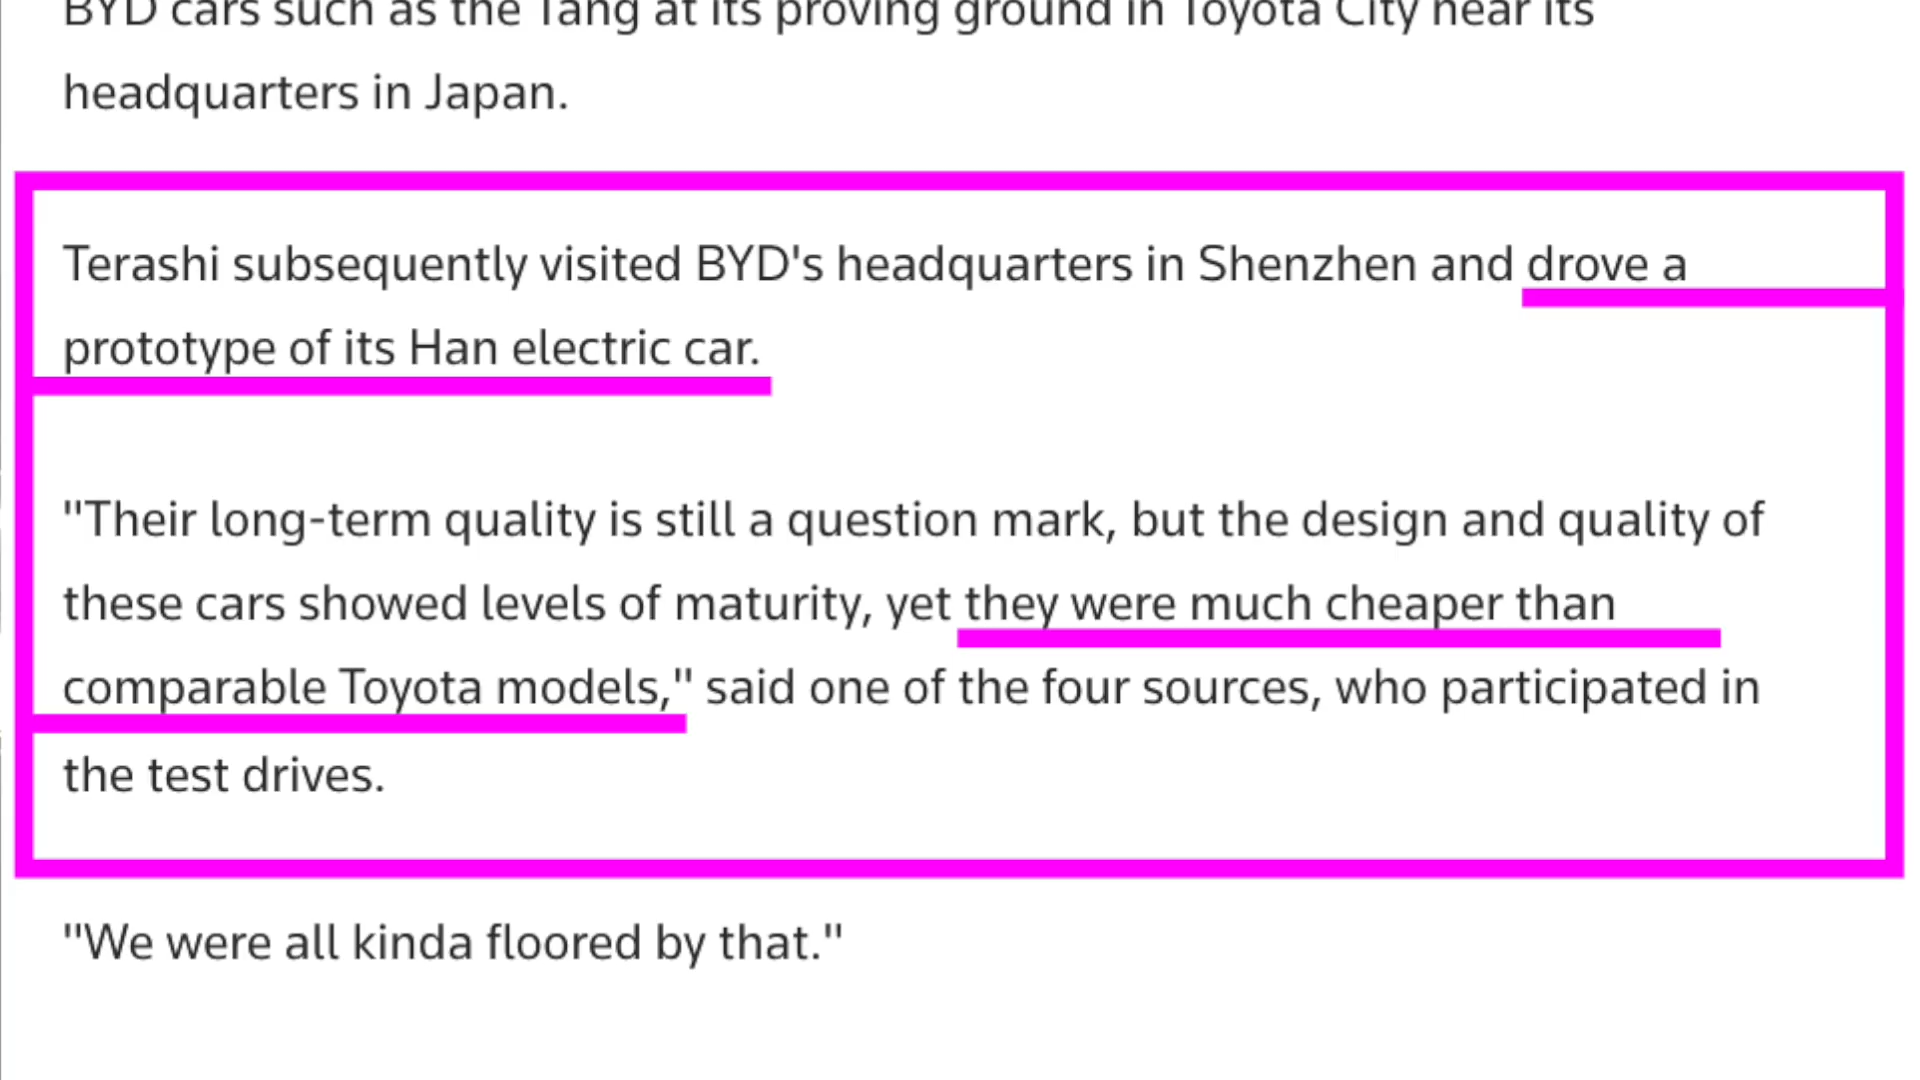 BYD cars such as the Tang at its proving ground in Toyota City near its
headquarters in Japan.
Terashi subsequently visited BYD's headquarters in Shenzhen and drove a
prototype of its Han electric car.
"Their long-term quality is still a question mark, but the design and quality of
these cars showed levels of maturity, yet they were much cheaper than
comparable Toyota models," said one of the four sources, who participated in
the test drives.
"We were all kinda floored by that."